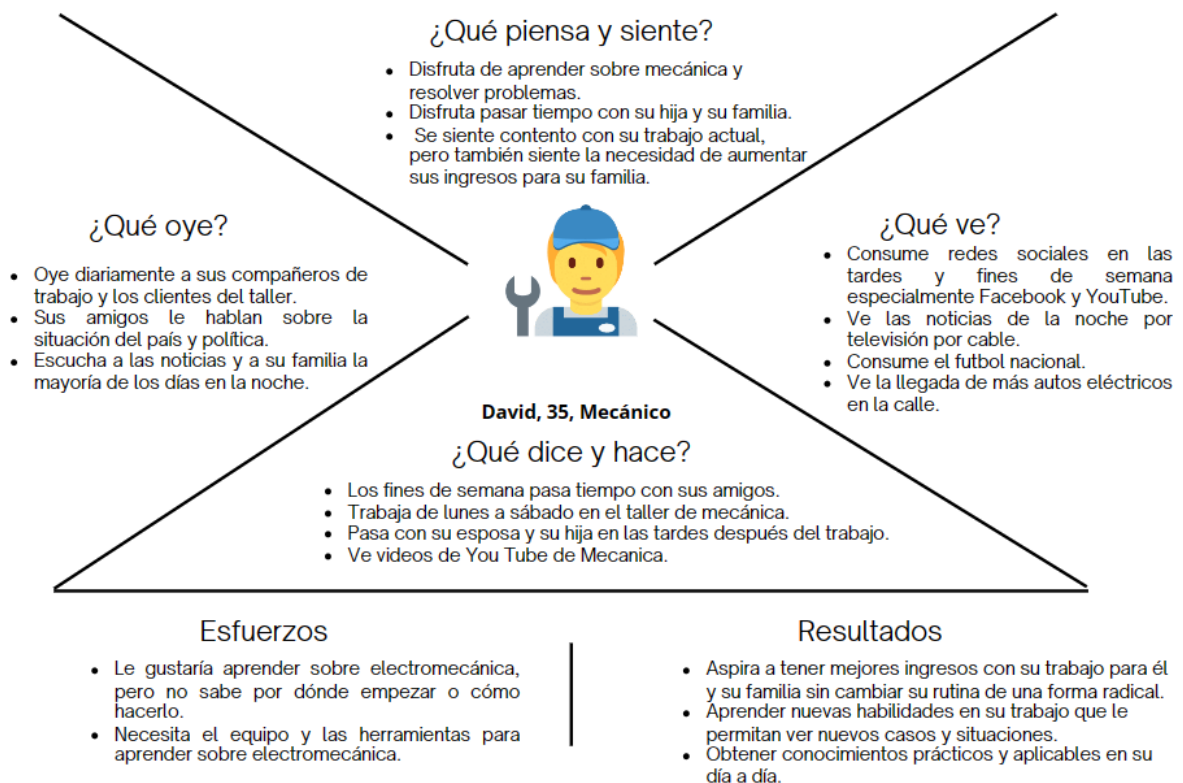 ¿Qué piensa y siente?
• Disfruta de aprender sobre mecánica y
resolver problemas.
• Disfruta pasar tiempo con su hija y su familia.
• Se siente contento con su trabajo actual,
pero también siente la necesidad de aumentar
sus ingresos para su familia.
¿Qué oye?
• Oye diariamente a sus compañeros de
trabajo y los clientes del taller.
• Sus amigos le hablan sobre la
situación del país y política.
• Escucha a las noticias y a su familia la
mayoría de los días en la noche.
¿Qué ve?
• Consume redes sociales en las
tardes y fines de semana
especialmente Facebook y YouTube.
• Ve las noticias de la noche por
televisión por cable.
• Consume el futbol nacional.
• Ve la llegada de más autos eléctricos
en la calle.
David, 35, Mecánico
¿Qué dice y hace?
• Los fines de semana pasa tiempo con sus amigos.
• Trabaja de lunes a sábado en el taller de mecánica.
• Pasa con su esposa y su hija en las tardes después del trabajo.
• Ve videos de You Tube de Mecanica.
Esfuerzos
• Le gustaría aprender sobre electromecánica,
pero no sabe por dónde empezar o cómo
hacerlo.
• Necesita el equipo y las herramientas para
aprender sobre electromecánica.
Resultados
• Aspira a tener mejores ingresos con su trabajo para él
y su familia sin cambiar su rutina de una forma radical.
• Aprender nuevas habilidades en su trabajo que le
permitan ver nuevos casos y situaciones.
• Obtener conocimientos prácticos y aplicables en su
día a día.